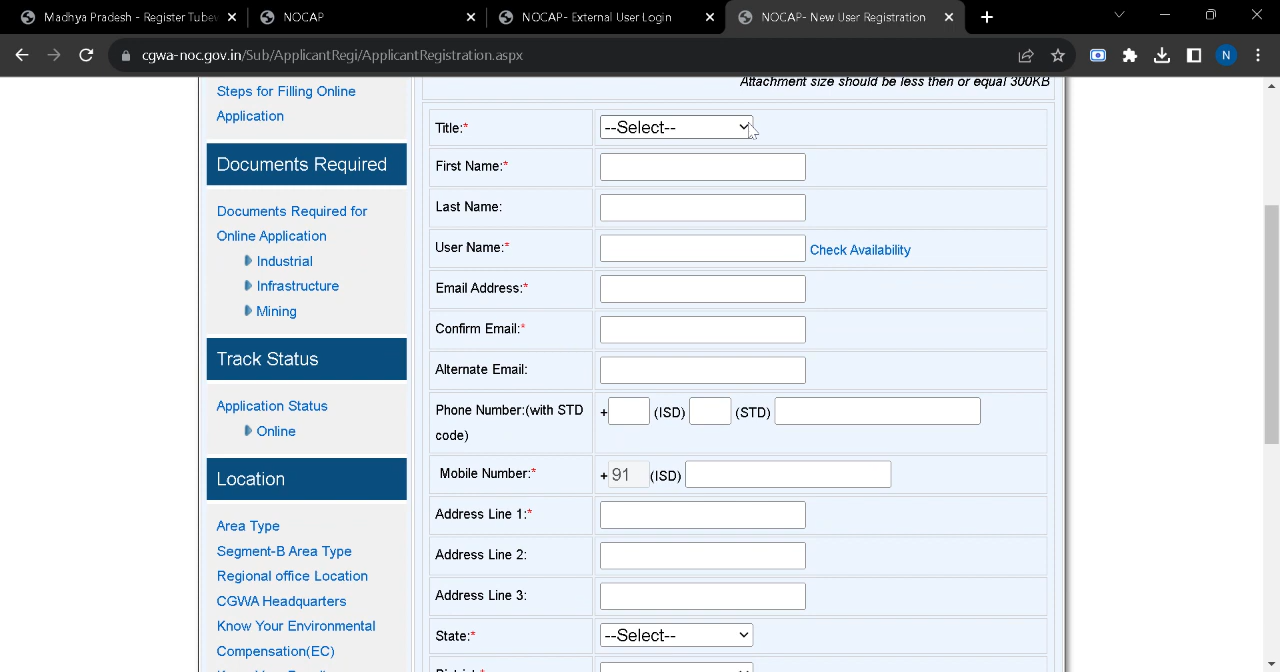 Madhya Pradesh - Register Tubew
NOCAP
NOCAP- External User Login
NOCAP- New User Registration
cgwa-noc.gov.in/Sub/ApplicantRegi/ApplicantRegistration.aspx
N
Steps for Filling Online
Application
Documents Required
Documents Required for
Online Application
Industrial
Infrastructure
Mining
Track Status
Application Status
Online
Location
Area Type
Segment-B Area Type
Regional office Location
CGWA Headquarters
Know Your Environmental
Compensation(EC)
Attachment size should be less then or equal 300KB
Title:* --Select--
First Name:*
Last Name:
User Name:* Check Availability
Email Address:*
Confirm Email:*
Alternate Email:
Phone Number:(with STD
code)
+ (ISD) (STD)
Mobile Number:* + 91 (ISD)
Address Line 1:*
Address Line 2:
Address Line 3:
State:* --Select--